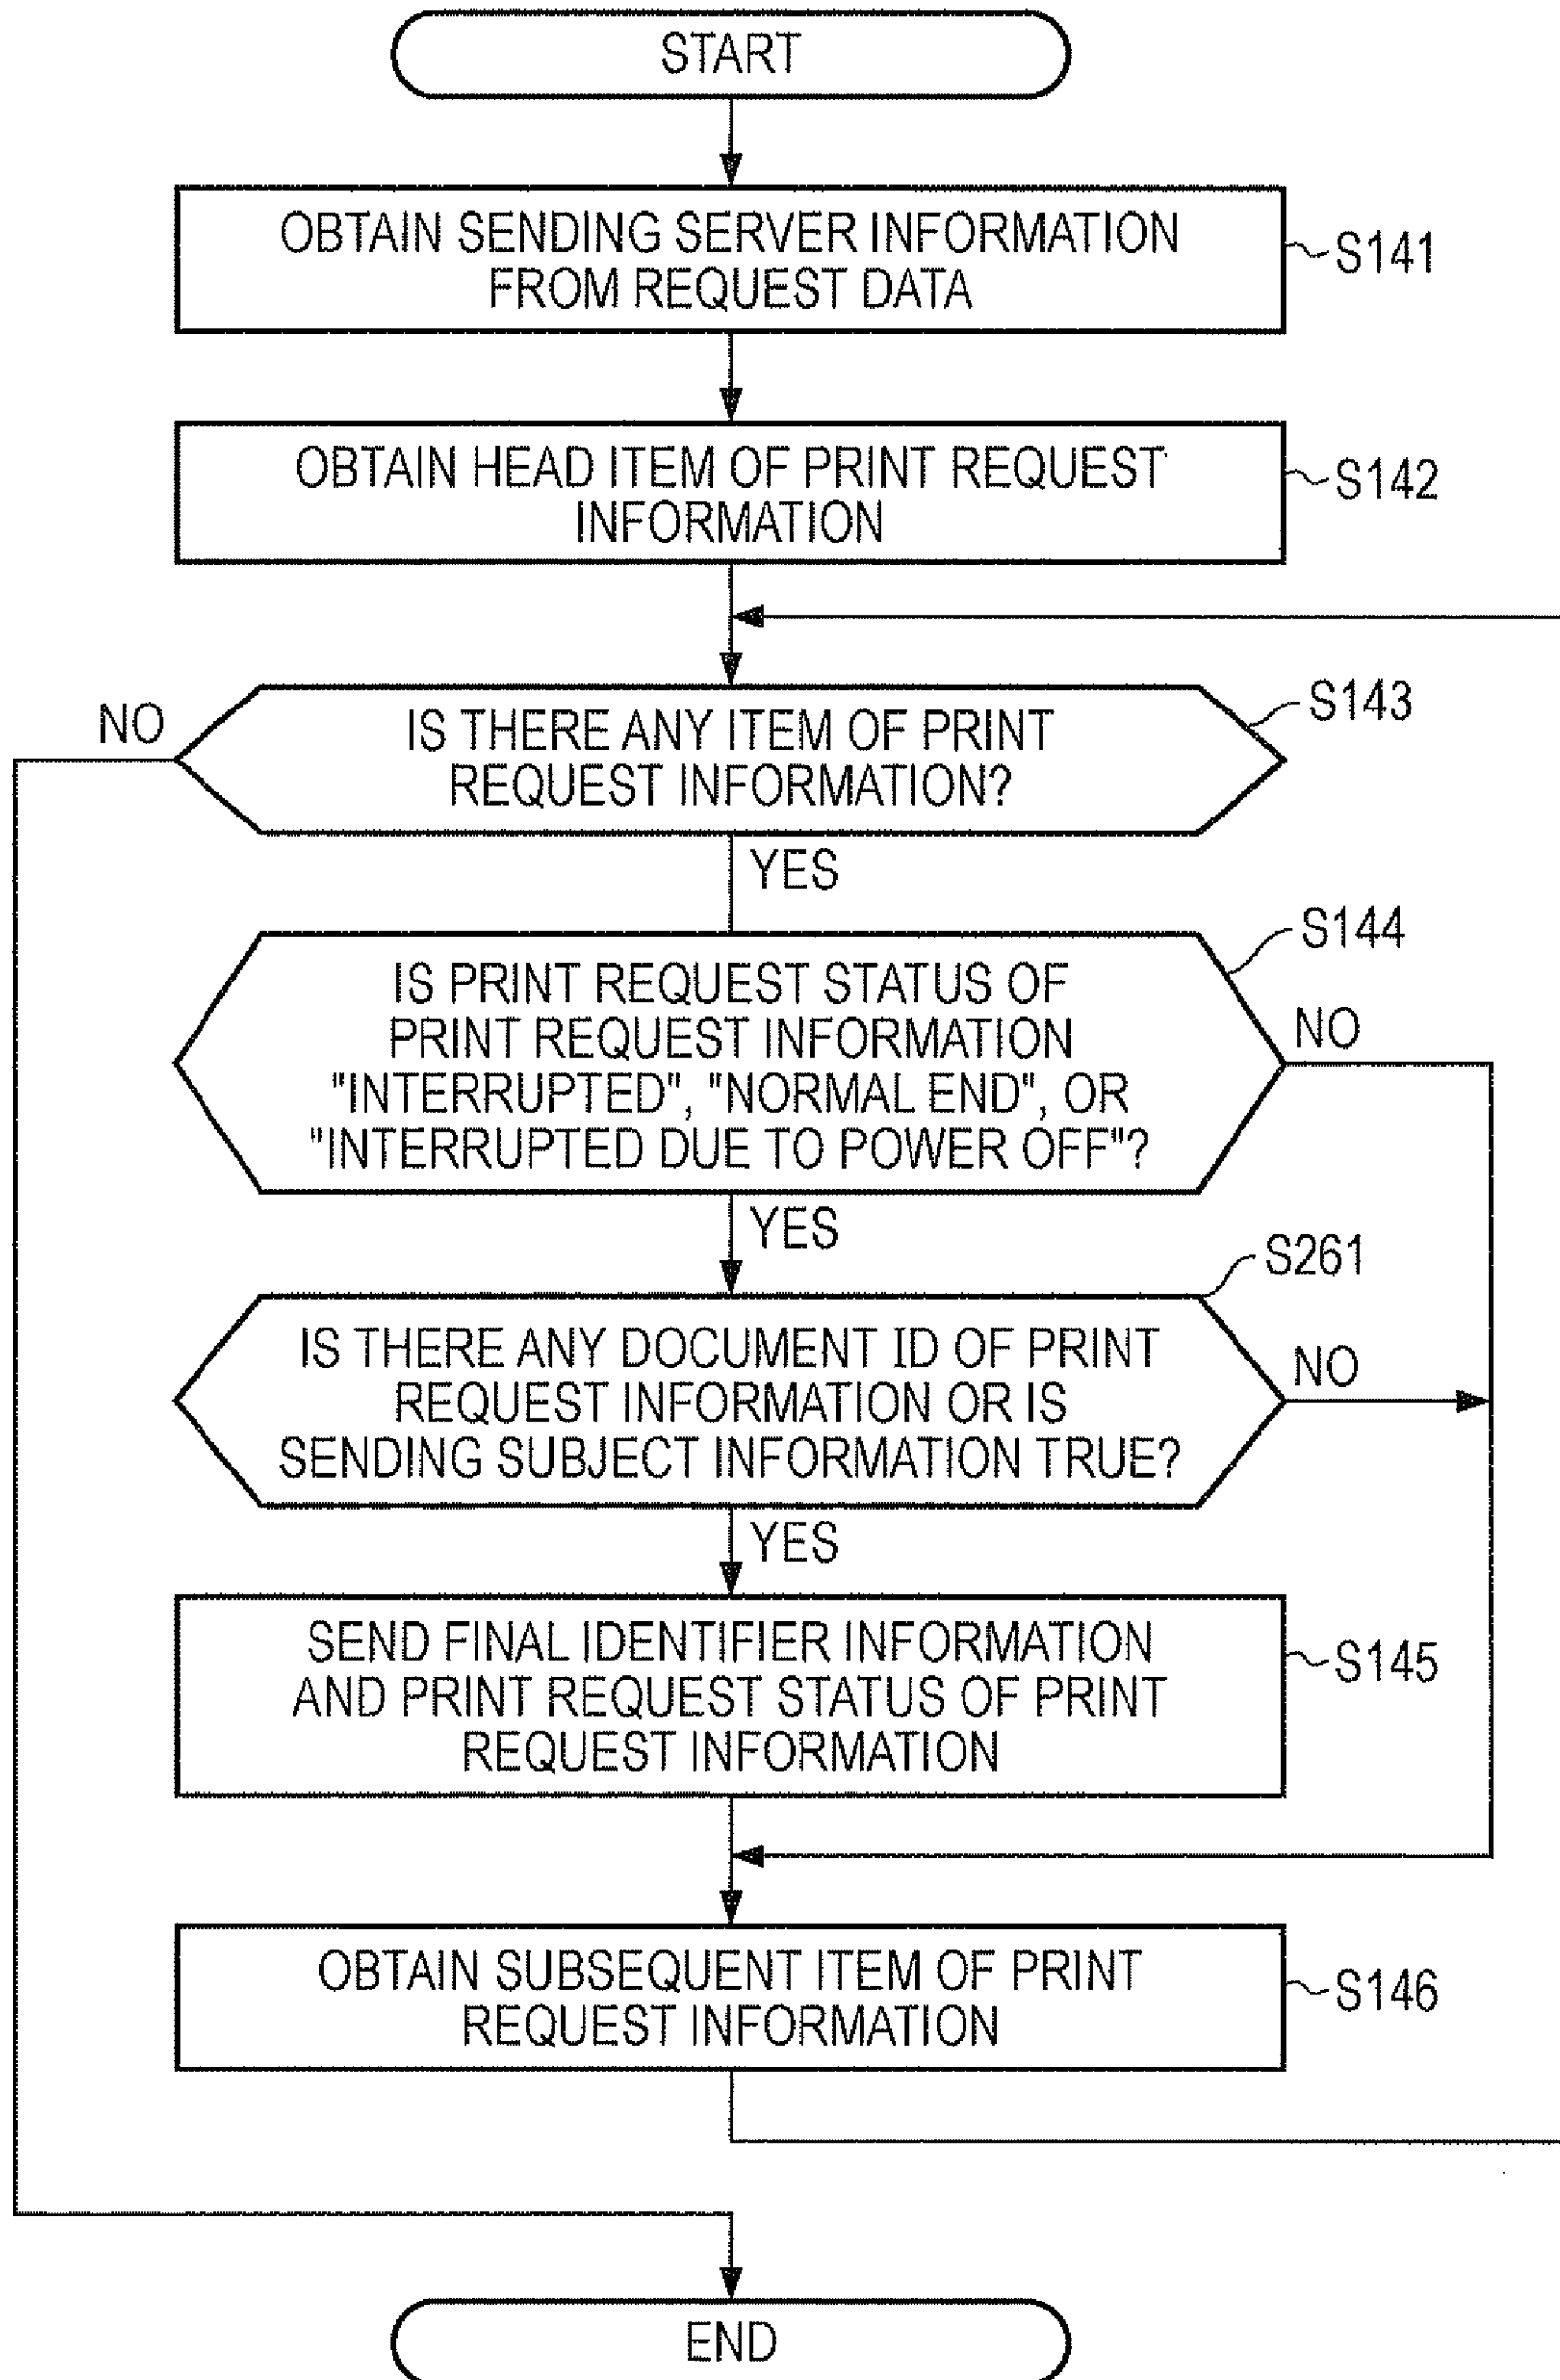 START
OBTAIN SENDING SERVER INFORMATION
FROM REQUEST DATA
S141
OBTAIN HEAD ITEM OF PRINT REQUEST
INFORMATION
S142
NO
IS THERE ANY ITEM OF PRINT
REQUEST INFORMATION?
S143
YES
S144
IS PRINT REQUEST STATUS OF
PRINT REQUEST INFORMATION
"INTERRUPTED", "NORMAL END", OR
"INTERRUPTED DUE TO POWER OFF"?
NO
YES
S261
IS THERE ANY DOCUMENT ID OF PRINT
REQUEST INFORMATION OR IS
SENDING SUBJECT INFORMATION TRUE?
NO
YES
SEND FINAL IDENTIFIER INFORMATION
AND PRINT REQUEST STATUS OF PRINT
REQUEST INFORMATION
S145
OBTAIN SUBSEQUENT ITEM OF PRINT
REQUEST INFORMATION
S146
END